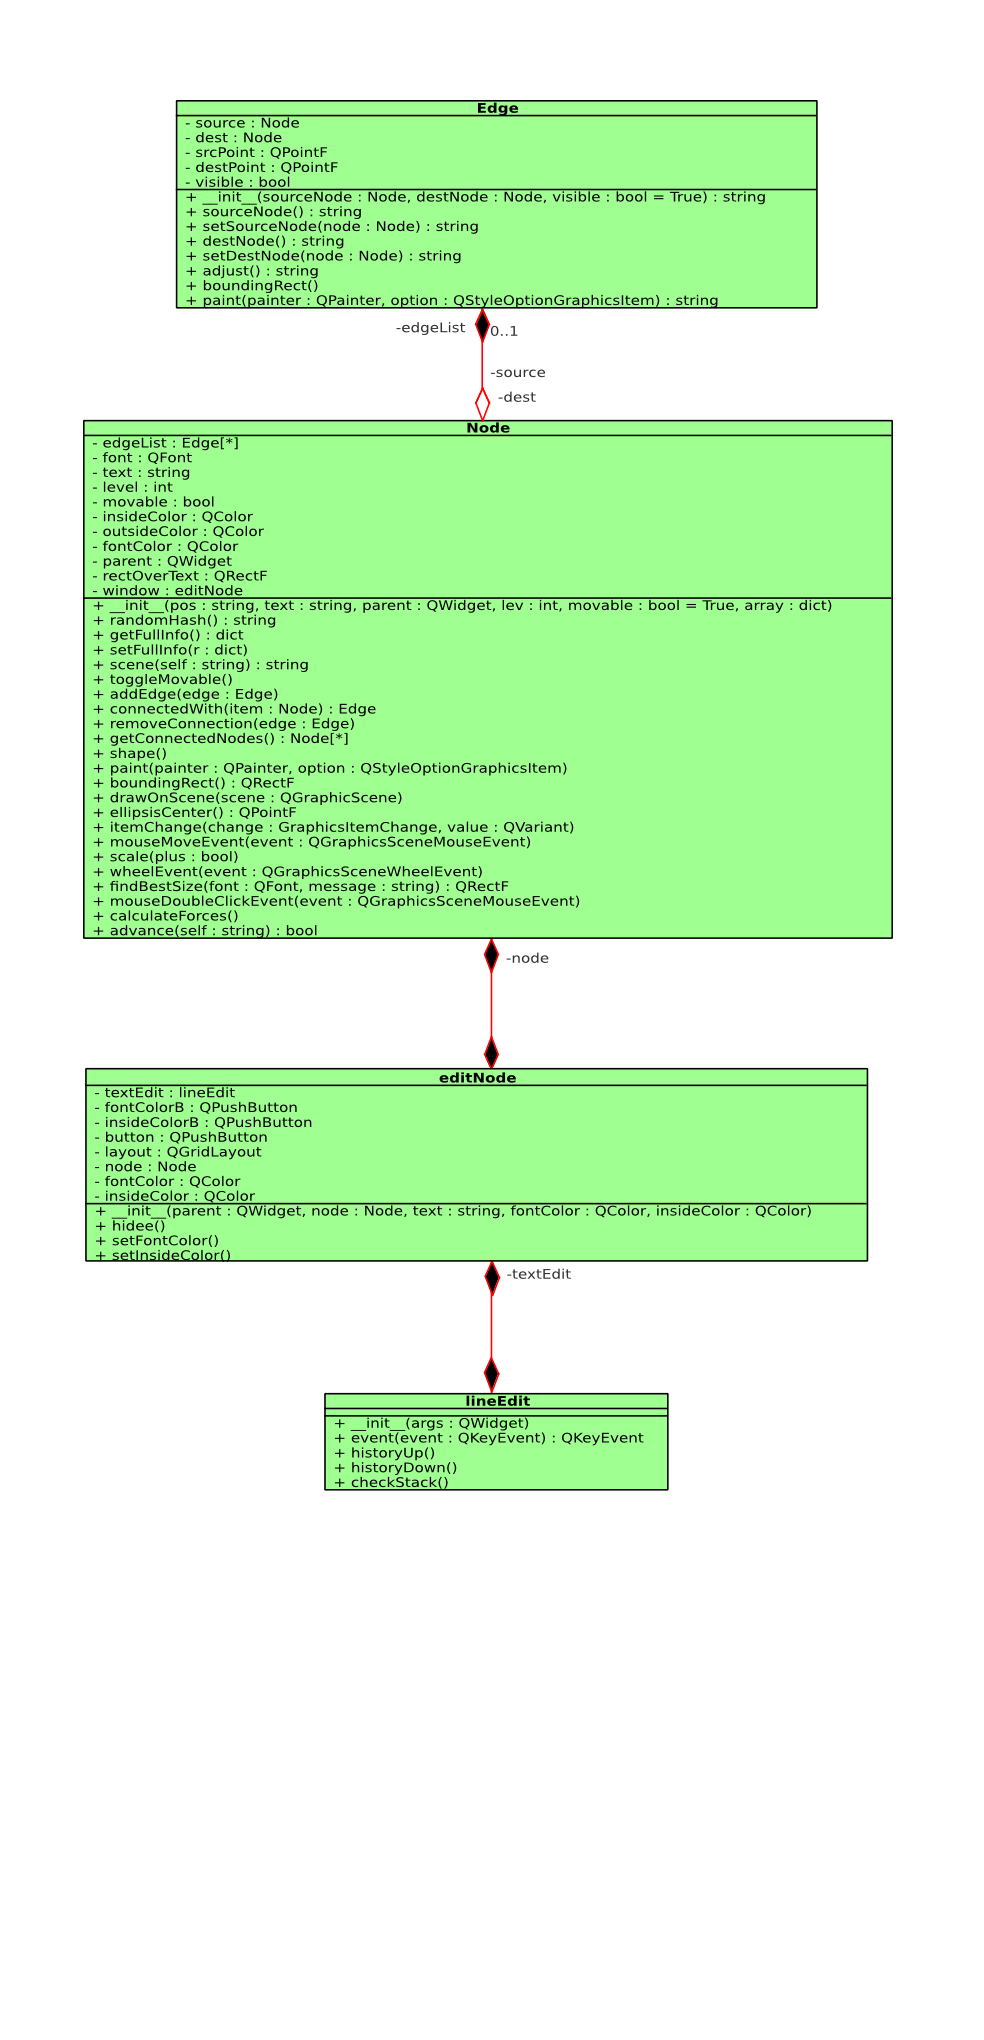 Edge
- source : Node
- dest : Node
- srcPoint : QPointF
- destPoint : QPointF
- visible : bool
+ __init__(sourceNode : Node, destNode : Node, visible : bool = True) : string
+ sourceNode() : string
+ setSourceNode(node : Node) : string
+ destNode() : string
+ setDestNode(node : Node) : string
+ adjust() : string
+ boundingRect()
+ paint(painter : QPainter, option : QStyleOptionGraphicsItem) : string
-edgeList
0..1
-source
-dest
Node
- edgeList : Edge[*]
- font : QFont
- text : string
- level : int
- movable : bool
- insideColor : QColor
- outsideColor : QColor
- fontColor : QColor
- parent : QWidget
- rectOverText : QRectF
- window : editNode
+ __init__(pos : string, text : string, parent : QWidget, lev : int, movable : bool = True, array : dict)
+ randomHash() : string
+ getFullInfo() : dict
+ setFullInfo(r : dict)
+ scene(self : string) : string
+ toggleMovable()
+ addEdge(edge : Edge)
+ connectedWith(item : Node) : Edge
+ removeConnection(edge : Edge)
+ getConnectedNodes() : Node[*]
+ shape()
+ paint(painter : QPainter, option : QStyleOptionGraphicsItem)
+ boundingRect() : QRectF
+ drawOnScene(scene : QGraphicScene)
+ ellipsisCenter() : QPointF
+ itemChange(change : GraphicsItemChange, value : QVariant)
+ mouseMoveEvent(event : QGraphicsSceneMouseEvent)
+ scale(plus : bool)
+ wheelEvent(event : QGraphicsSceneWheelEvent)
+ findBestSize(font : QFont, message : string) : QRectF
+ mouseDoubleClickEvent(event : QGraphicsSceneMouseEvent)
+ calculateForces()
+ advance(self : string) : bool
-node
editNode
- textEdit : lineEdit
- fontColorB : QPushButton
- insideColorB : QPushButton
- button : QPushButton
- layout : QGridLayout
- node : Node
- fontColor : QColor
- insideColor : QColor
+ __init__(parent : QWidget, node : Node, text : string, fontColor : QColor, insideColor : QColor)
+ hidee()
+ setFontColor()
+ setInsideColor()
-textEdit
lineEdit
+ __init__(args : QWidget)
+ event(event : QKeyEvent) : QKeyEvent
+ historyUp()
+ historyDown()
+ checkStack()